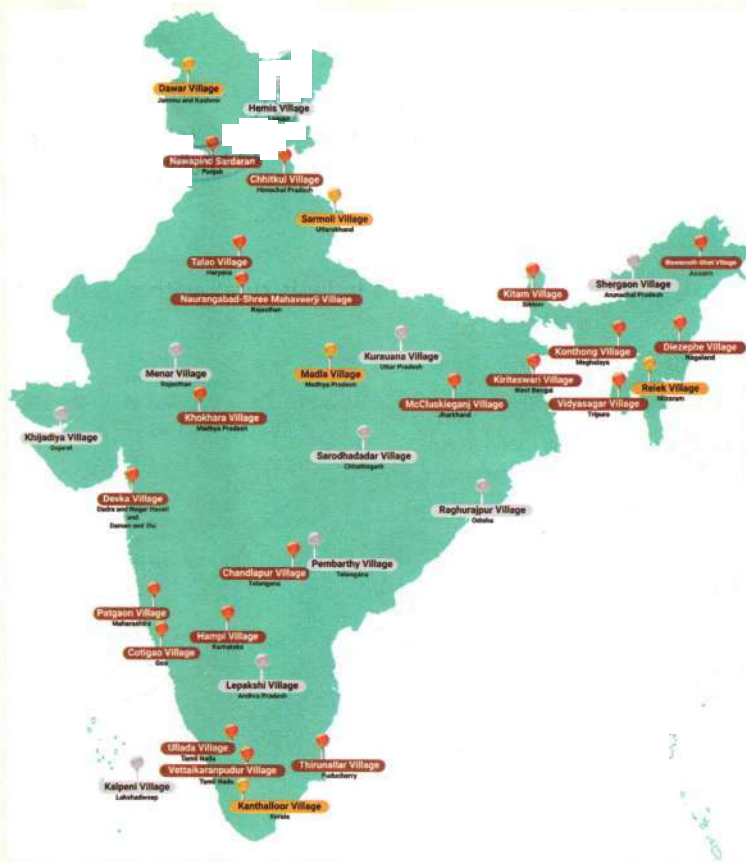 Dawar Village
Jammu and Kashmir
Hemis Village
Nawapind Sardaran
Punjab
Chhitkul Village
Himachal Pradesh
Sarmoli Village
Uttarakhand
Talao Village
Haryana
Naurangabad-Shree Mahaveerji Village
Rajasthan
Kitam Village
Sikkim
Shergaon Village
Arunachal Pradesh
Biswanath Ghat Village
Assam
Menar Village
Rajasthan
Madla Village
Madhya Pradesh
Kurauana Village
Uttar Pradesh
Konthong Village
Meghalaya
Diezephe Village
Nagaland
Khokhara Village
Madhya Pradesh
McCluskieganj Village
Jharkhand
Kiriteswari Village
West Bengal
Vidyasagar Village
Tripura
Reiek Village
Mizoram
Khijadiya Village
Gujarat
Sarodhadadar Village
Chhattisgarh
Devka Village
Dadra and Nagar Haveli
and
Daman and Diu
Raghurajpur Village
Odisha
Chandlapur Village
Telangana
Pembarthy Village
Telangana
Patgaon Village
Maharashtra
Hampi Village
Karnataka
Cotigao Village
Goa
Lepakshi Village
Andhra Pradesh
Ullada Village
Tamil Nadu
Vettaikaranpudur Village
Tamil Nadu
Thirunallar Village
Puducherry
Kalpeni Village
Lakshadweep
Kanthalloor Village
Kerala